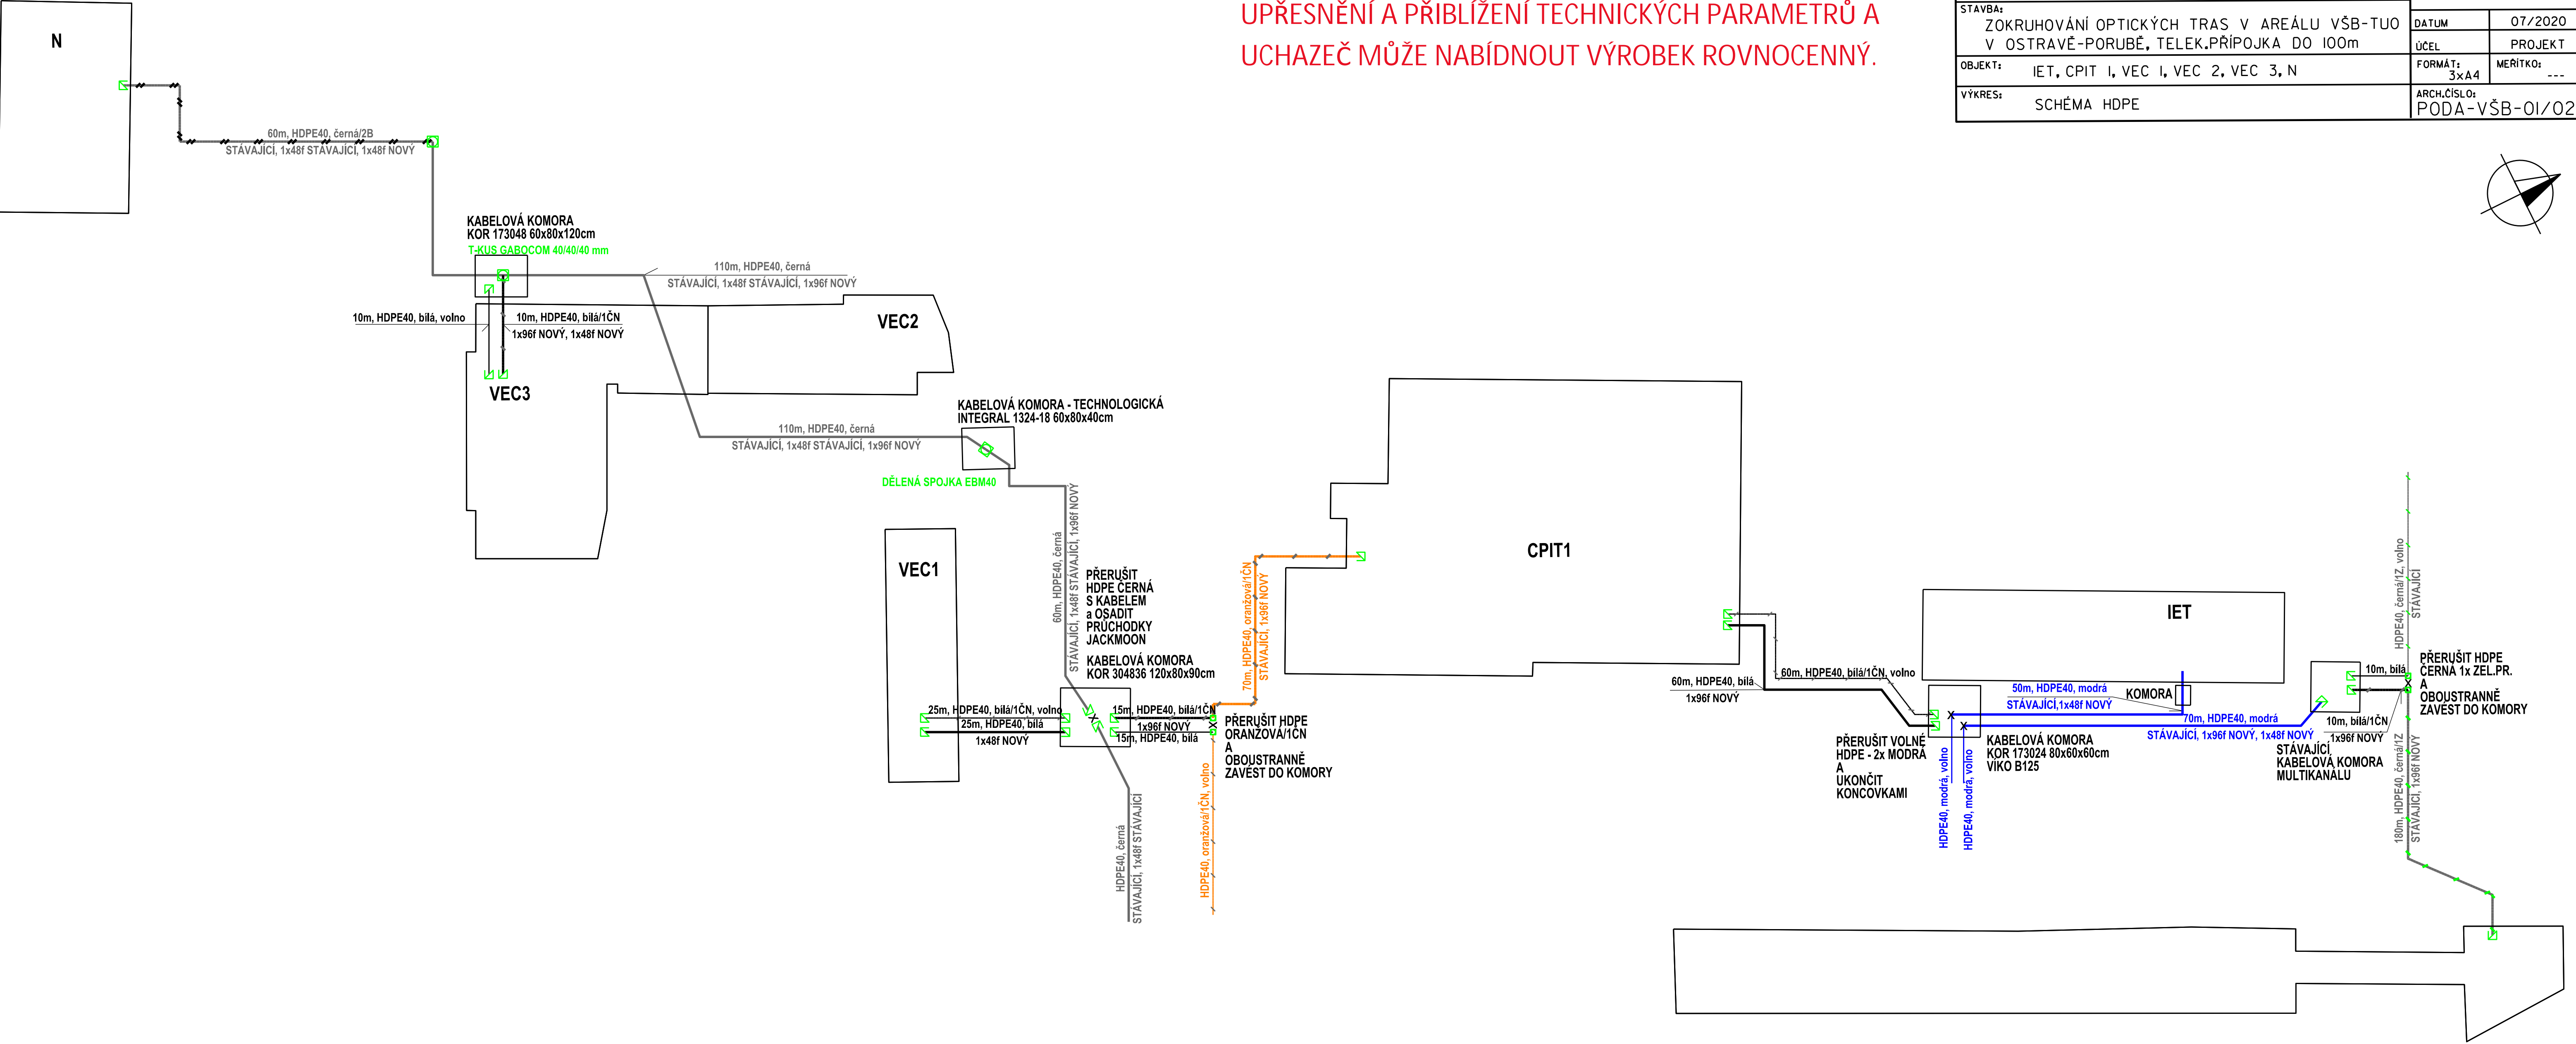 UPŘESNĚNÍ A PŘIBLÍŽENÍ TECHNICKÝCH PARAMETRŮ A
UCHAZEČ MŮŽE NABÍDNOUT VÝROBEK ROVNOCENNÝ.
STAVBA:
ZOKRUHOVÁNÍ OPTICKÝCH TRAS V AREÁLU VŠB-TUO
V OSTRAVĚ-PORUBĚ, TELEK.PŘÍPOJKA DO 100m
DATUM
07/2020
ÚČEL
PROJEKT
OBJEKT:
IET, CPIT 1, VEC 1, VEC 2, VEC 3, N
FORMÁT:
3xA4
MĚŘÍTKO:
---
VÝKRES:
SCHÉMA HDPE
ARCH.ČÍSLO:
PODA-VŠB-01/02
N
60m, HDPE40, černá/2B
STÁVAJÍCÍ, 1x48f STÁVAJÍCÍ, 1x48f NOVÝ
KABELOVÁ KOMORA
KOR 173048 60x80x120cm
T-KUS GABOCOM 40/40/40 mm
110m, HDPE40, černá
STÁVAJÍCÍ, 1x48f STÁVAJÍCÍ, 1x96f NOVÝ
10m, HDPE40, bílá, volno
10m, HDPE40, bílá/1ČN
1x96f NOVÝ, 1x48f NOVÝ
VEC2
VEC3
KABELOVÁ KOMORA - TECHNOLOGICKÁ
INTEGRAL 1324-18 60x80x40cm
110m, HDPE40, černá
STÁVAJÍCÍ, 1x48f STÁVAJÍCÍ, 1x96f NOVÝ
DĚLENÁ SPOJKA EBM40
60m, HDPE40, černá
STÁVAJÍCÍ, 1x48f STÁVAJÍCÍ, 1x96f NOVÝ
VEC1
PŘERUŠIT
HDPE ČERNÁ
S KABELEM
a OSADIT
PRŮCHODKY
JACKMOON
KABELOVÁ KOMORA
KOR 304836 120x80x90cm
25m, HDPE40, bílá/1ČN, volno
25m, HDPE40, bílá
1x48f NOVÝ
15m, HDPE40, bílá/1ČN
1x96f NOVÝ
15m, HDPE40, bílá
70m, HDPE40, oranžová/1ČN
STÁVAJÍCÍ, 1x96f NOVÝ
PŘERUŠIT HDPE
ORANŽOVÁ/1ČN
A
OBOUSTRANNĚ
ZAVÉST DO KOMORY
HDPE40, oranžová/1ČN, volno
HDPE40, černá
STÁVAJÍCÍ, 1x48f STÁVAJÍCÍ
CPIT1
60m, HDPE40, bílá/1ČN, volno
60m, HDPE40, bílá
1x96f NOVÝ
PŘERUŠIT VOLNÉ
HDPE - 2x MODRÁ
A
UKONČIT
KONCOVKAMI
HDPE40, modrá, volno
HDPE40, modrá, volno
KABELOVÁ KOMORA
KOR 173024 80x60x60cm
VÍKO B125
IET
50m, HDPE40, modrá
STÁVAJÍCÍ,1x48f NOVÝ
KOMORA
70m, HDPE40, modrá
STÁVAJÍCÍ, 1x96f NOVÝ, 1x48f NOVÝ
STÁVAJÍCÍ
KABELOVÁ KOMORA
MULTIKANÁLU
10m, bílá
10m, bílá/1ČN
1x96f NOVÝ
HDPE40, černá/1Z, volno
STÁVAJÍCÍ
PŘERUŠIT HDPE
ČERNÁ 1x ZEL.PR.
A
OBOUSTRANNĚ
ZAVÉST DO KOMORY
180m, HDPE40, černá/1Z
STÁVAJÍCÍ, 1x96f NOVÝ